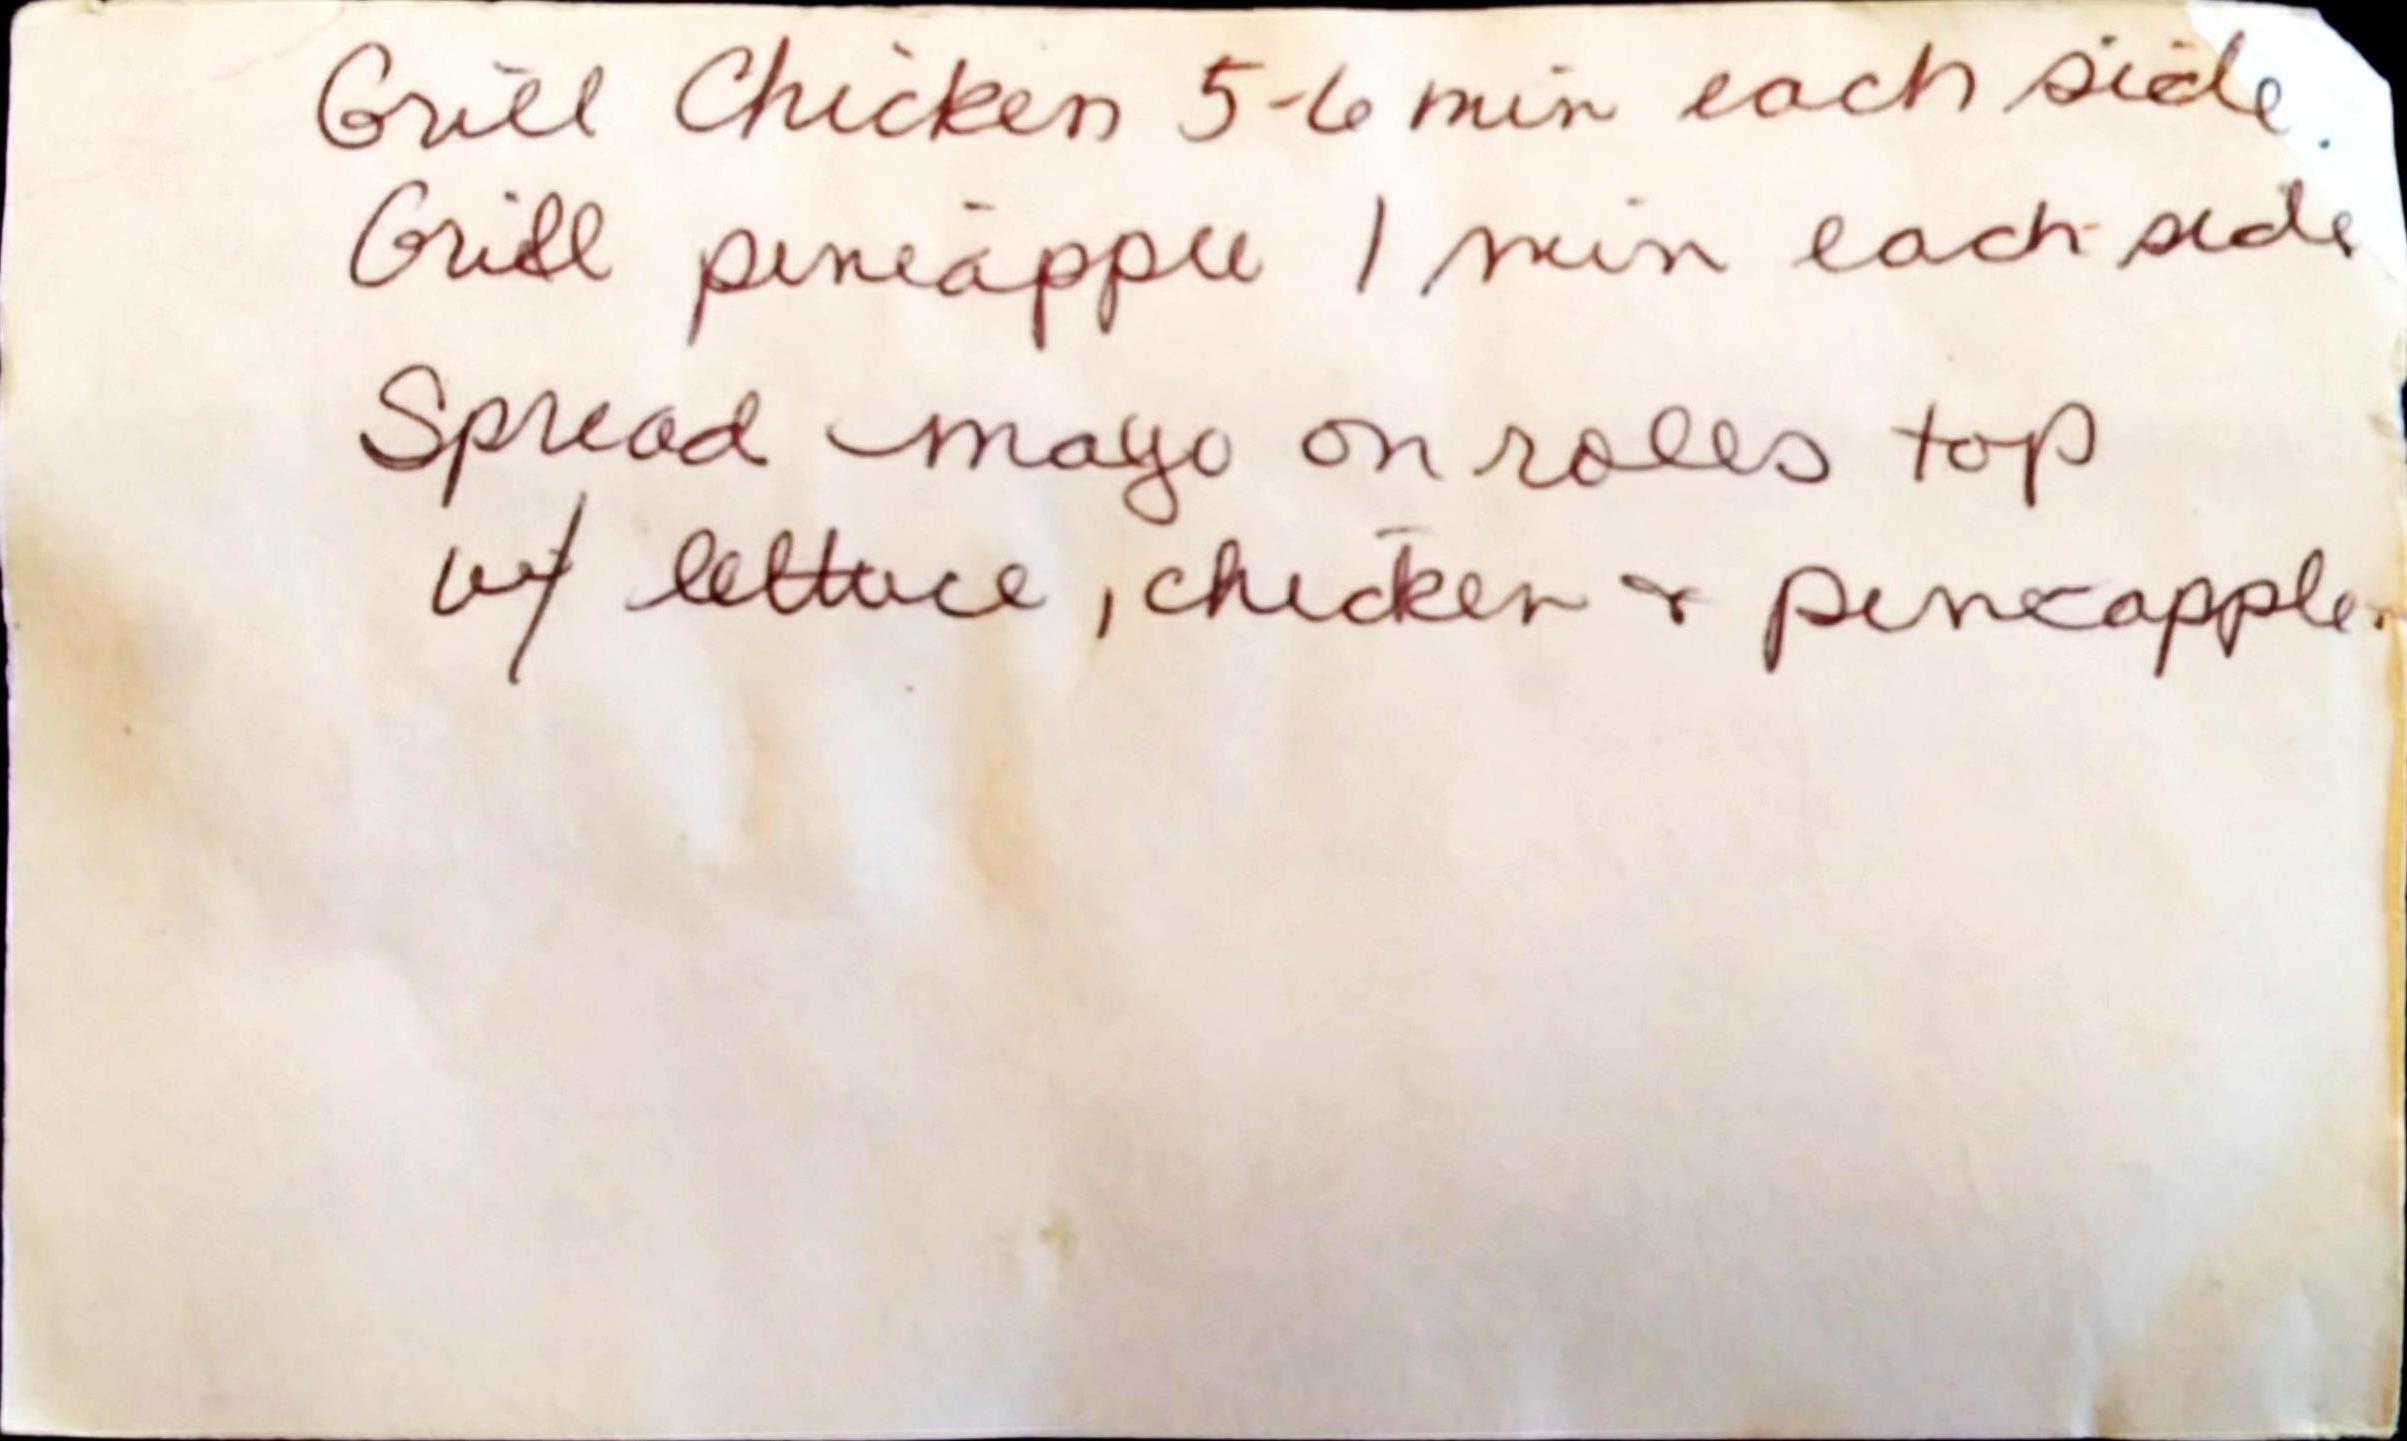 Grill Chicken 5-6 min each side.
Grill pineapple 1 min each side
Spread mayo on rolls top
w/ lettuce, chicken & pineapple.